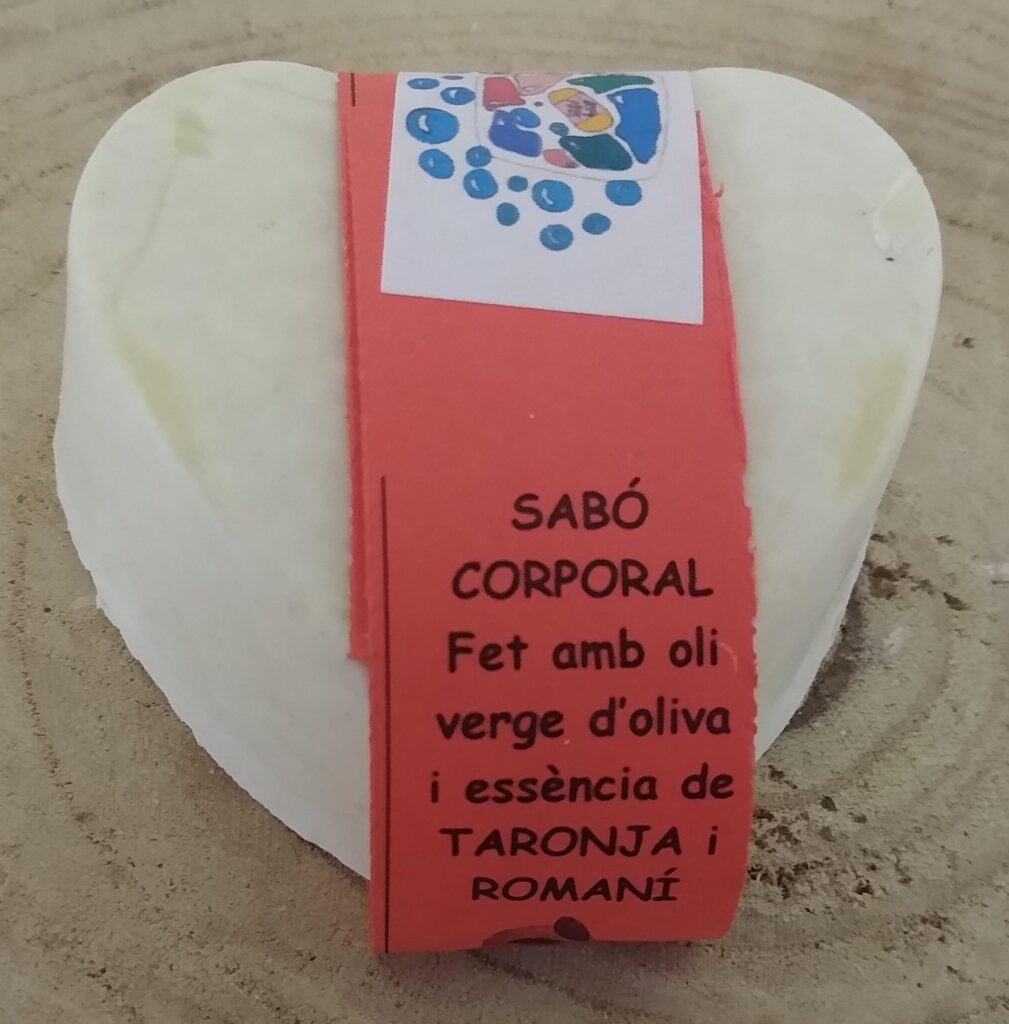 SABÓ
CORPORAL
Fet amb oli
verge d'oliva
i essència de
TARONJA i
ROMANÍ